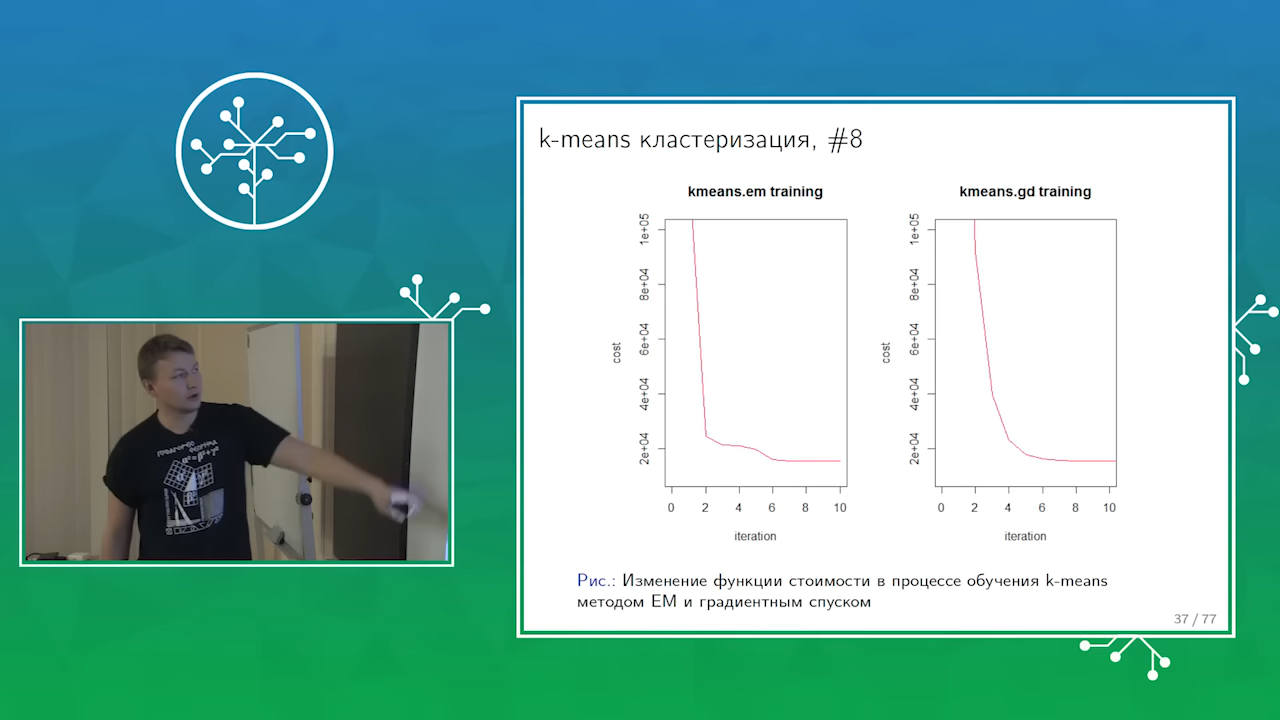 k-means кластеризация, #8
kmeans.em training
1e+05
8e+04
6e+04
4e+04
2e+04
cost
0 2 4 6 8 10
iteration
kmeans.gd training
1e+05
8e+04
6e+04
4e+04
2e+04
cost
0 2 4 6 8 10
iteration
Рис.: Изменение функции стоимости в процессе обучения k-means
методом EM и градиентным спуском
37 / 77